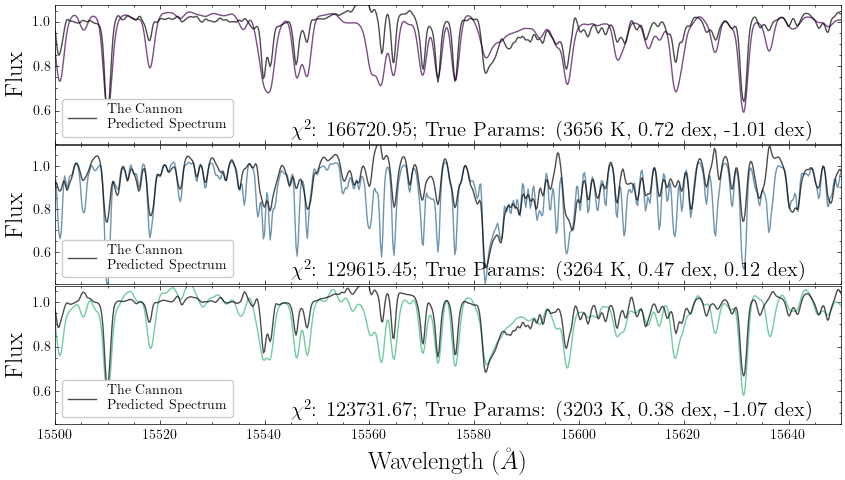 1.0
0.8
0.6
Flux
The Cannon
Predicted Spectrum
χ²: 166720.95; True Params: (3656 K, 0.72 dex, -1.01 dex)
1.0
0.8
0.6
Flux
The Cannon
Predicted Spectrum
χ²: 129615.45; True Params: (3264 K, 0.47 dex, 0.12 dex)
1.0
0.8
0.6
Flux
The Cannon
Predicted Spectrum
χ²: 123731.67; True Params: (3203 K, 0.38 dex, -1.07 dex)
15500 15520 15540 15560 15580 15600 15620 15640
Wavelength (Å)